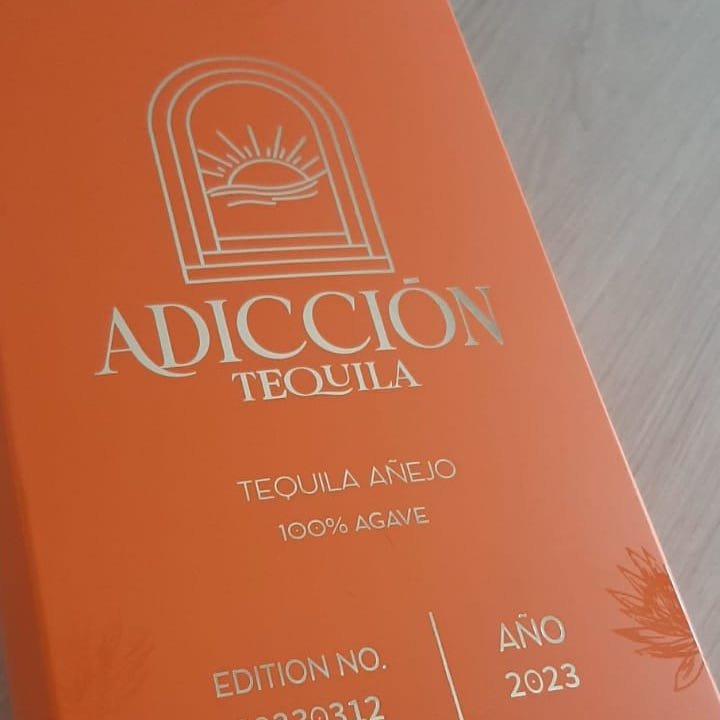 ADICCIÓN
TEQUILA
TEQUILA AÑEJO
100% AGAVE
EDITION NO.
AÑO
2023